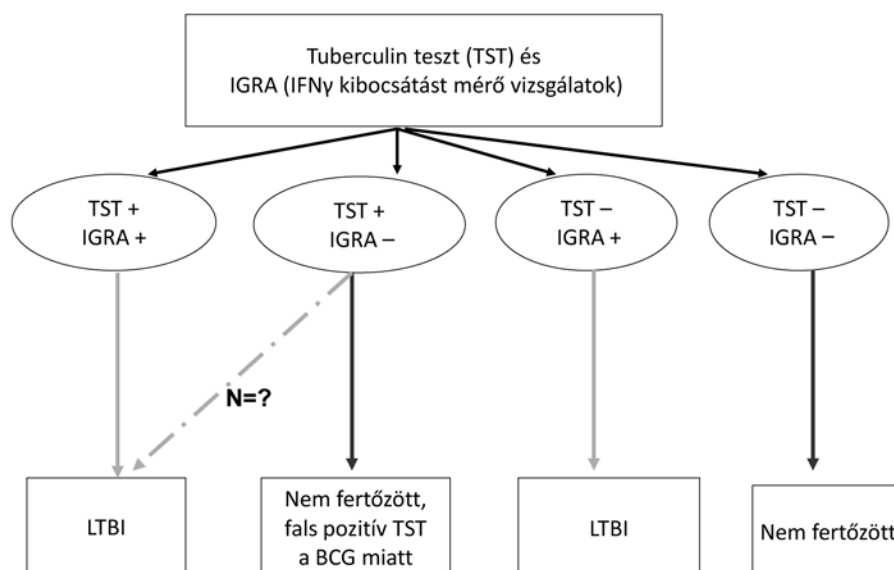 Tuberculin teszt (TST) és
IGRA (IFNγ kibocsátást mérő vizsgálatok)
TST +
IGRA +
TST +
IGRA –
TST –
IGRA +
TST –
IGRA –
N=?
LTBI
Nem fertőzött,
fals pozitív TST
a BCG miatt
LTBI
Nem fertőzött